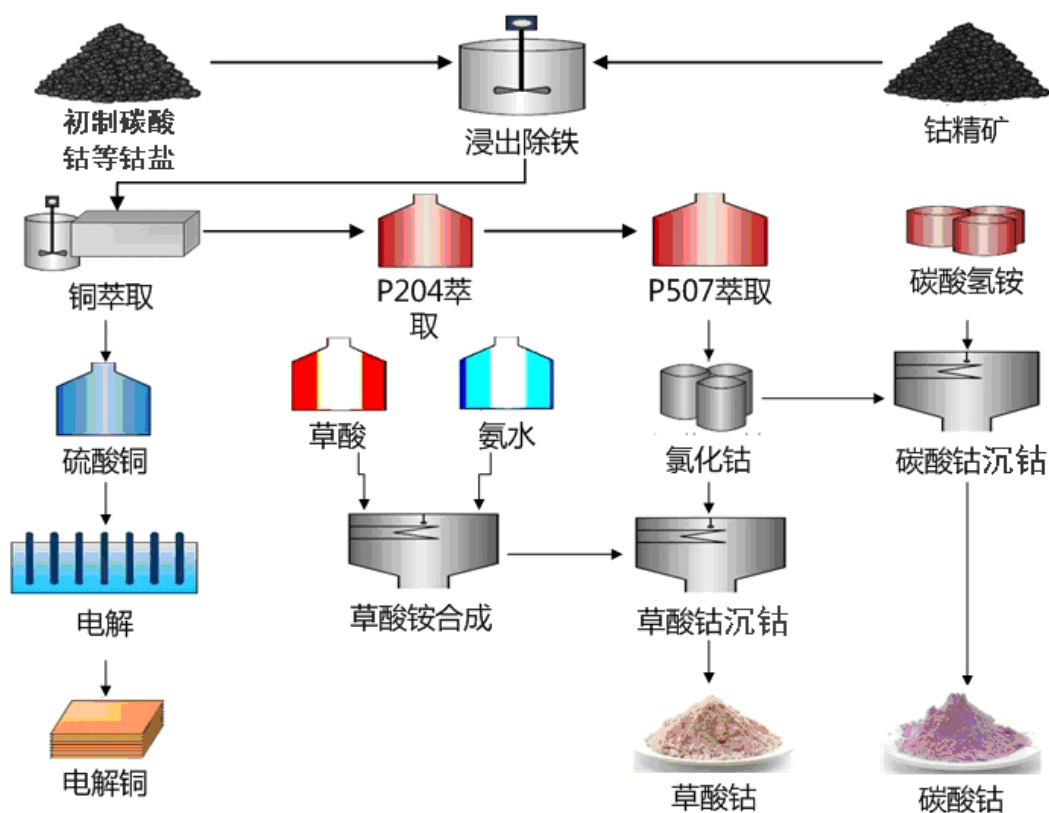 初制碳酸
钴等钴盐
浸出除铁
钴精矿
铜萃取
P204萃
取
P507萃取
碳酸氢铵
硫酸铜
草酸
氨水
氯化钴
碳酸钴沉钴
电解
草酸铵合成
草酸钴沉钴
电解铜
草酸钴
碳酸钴